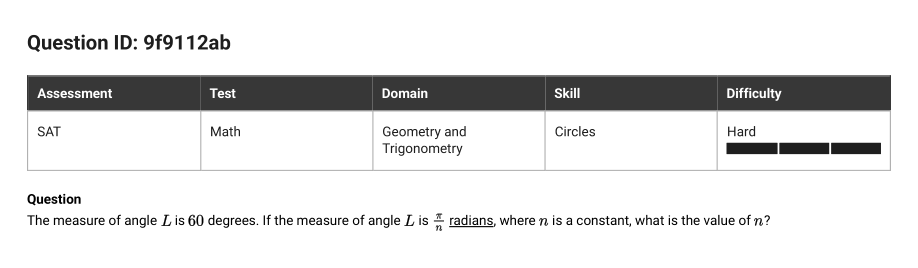 Question ID: 9f9112ab
Assessment Test Domain Skill Difficulty
SAT Math Geometry and Trigonometry Circles Hard
Question
The measure of angle L is 60 degrees. If the measure of angle L is π/n radians, where n is a constant, what is the value of n?